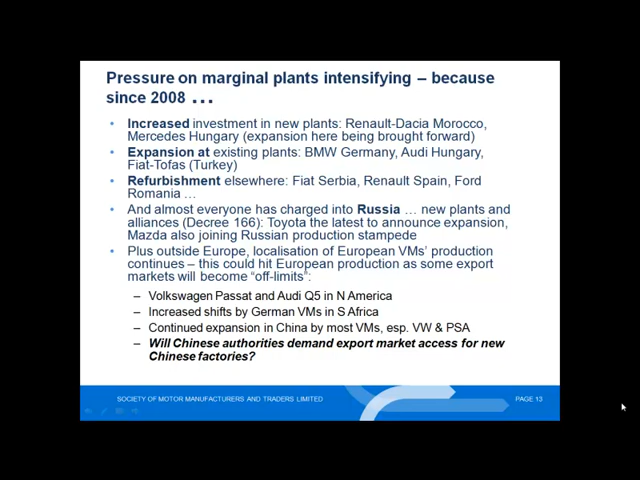 Pressure on marginal plants intensifying – because
since 2008 …
• Increased investment in new plants: Renault-Dacia Morocco,
Mercedes Hungary (expansion here being brought forward)
• Expansion at existing plants: BMW Germany, Audi Hungary,
Fiat-Tofas (Turkey)
• Refurbishment elsewhere: Fiat Serbia, Renault Spain, Ford
Romania …
• And almost everyone has charged into Russia … new plants and
alliances (Decree 166): Toyota the latest to announce expansion,
Mazda also joining Russian production stampede
• Plus outside Europe, localisation of European VMs' production
continues – this could hit European production as some export
markets will become "off-limits":
– Volkswagen Passat and Audi Q5 in N America
– Increased shifts by German VMs in S Africa
– Continued expansion in China by most VMs, esp. VW & PSA
– Will Chinese authorities demand export market access for new
Chinese factories?
SOCIETY OF MOTOR MANUFACTURERS AND TRADERS LIMITED PAGE 13